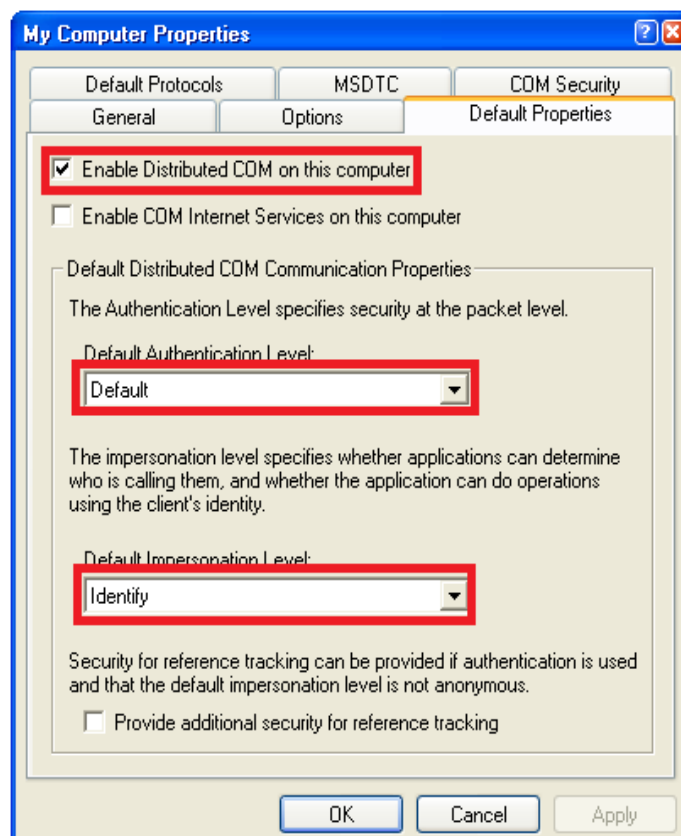 My Computer Properties
Default Protocols
MSDTC
COM Security
General
Options
Default Properties
Enable Distributed COM on this computer
Enable COM Internet Services on this computer
Default Distributed COM Communication Properties
The Authentication Level specifies security at the packet level.
Default Authentication Level:
Default
The impersonation level specifies whether applications can determine
who is calling them, and whether the application can do operations
using the client's identity.
Default Impersonation Level:
Identify
Security for reference tracking can be provided if authentication is used
and that the default impersonation level is not anonymous.
Provide additional security for reference tracking
OK
Cancel
Apply